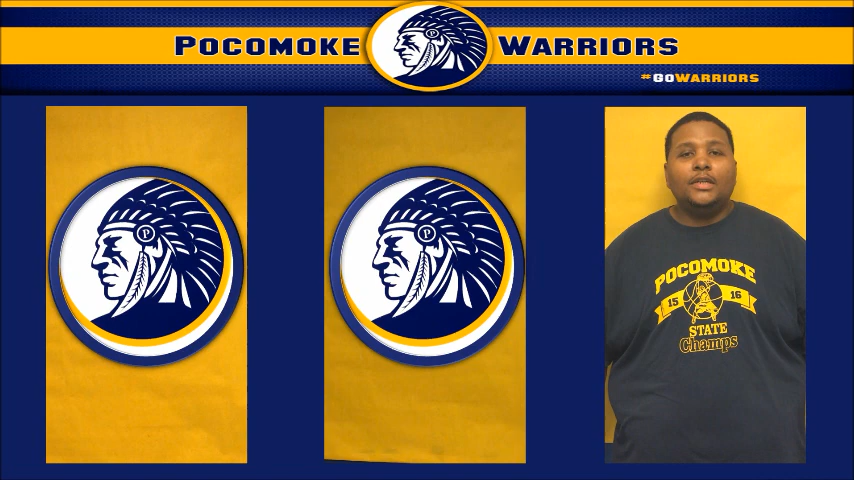 POCOMOKE WARRIORS
#GOWARRIORS
P
P
POCOMOKE
15 16
STATE
Champs